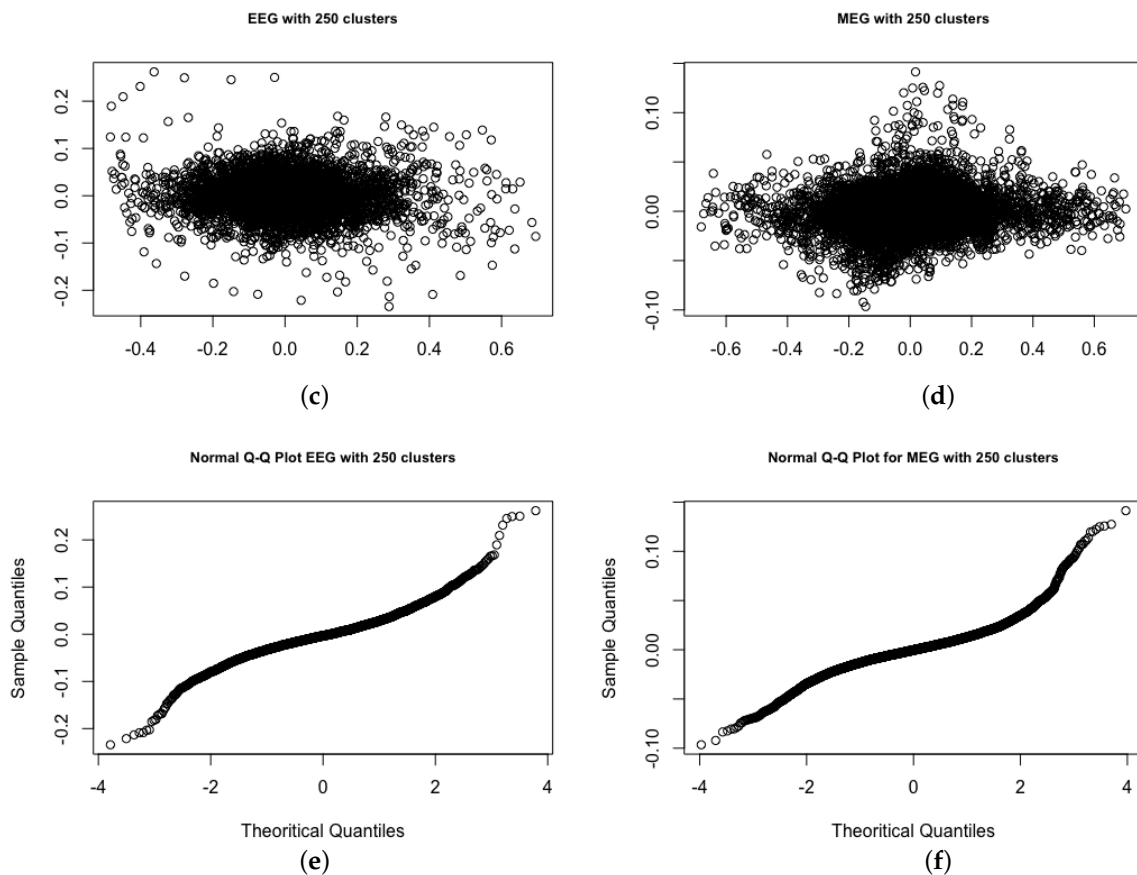 EEG with 250 clusters
MEG with 250 clusters
0.2
0.1
0.0
-0.1
-0.2
-0.4 -0.2 0.0 0.2 0.4 0.6
0.10
0.00
-0.10
-0.6 -0.4 -0.2 0.0 0.2 0.4 0.6
(c)
(d)
Normal Q-Q Plot EEG with 250 clusters
Normal Q-Q Plot for MEG with 250 clusters
Sample Quantiles
0.2
0.1
0.0
-0.1
-0.2
-4 -2 0 2 4
Theoritical Quantiles
Sample Quantiles
0.10
0.00
-0.10
-4 -2 0 2 4
Theoritical Quantiles
(e)
(f)